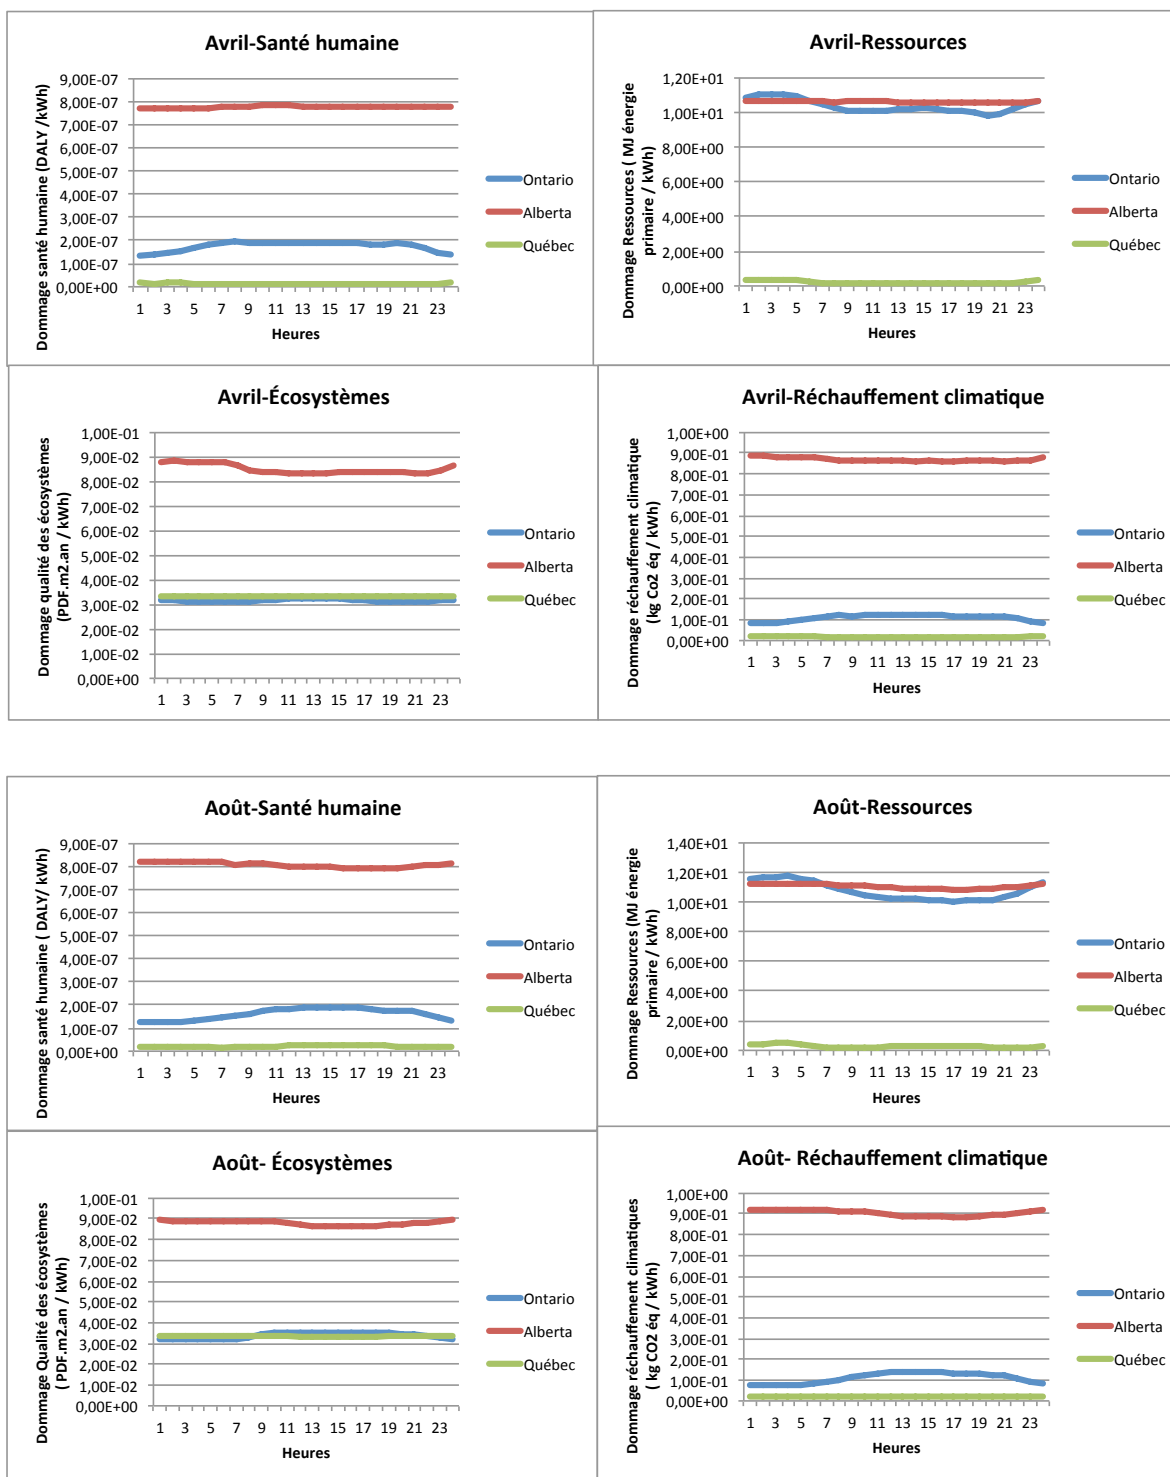 Avril-Santé humaine
Dommage santé humaine (DALY /kWh)
9,00E-07
8,00E-07
7,00E-07
6,00E-07
5,00E-07
4,00E-07
3,00E-07
2,00E-07
1,00E-07
0,00E+00
1 3 5 7 9 11 13 15 17 19 21 23
Heures
Ontario
Alberta
Québec
Avril-Ressources
Dommage Ressources ( MJ énergie
primaire / kWh)
1,20E+01
1,00E+01
8,00E+00
6,00E+00
4,00E+00
2,00E+00
0,00E+00
1 3 5 7 9 11 13 15 17 19 21 23
Heures
Ontario
Alberta
Québec
Avril-Écosystèmes
Dommage qualité des écosystèmes
(PDF.m2.an / kWh)
1,00E-01
9,00E-02
8,00E-02
7,00E-02
6,00E-02
5,00E-02
4,00E-02
3,00E-02
2,00E-02
1,00E-02
0,00E+00
1 3 5 7 9 11 13 15 17 19 21 23
Heures
Ontario
Alberta
Québec
Avril-Réchauffement climatique
Dommage réchauffement climatique
(kg Co2 éq / kWh)
1,00E+00
9,00E-01
8,00E-01
7,00E-01
6,00E-01
5,00E-01
4,00E-01
3,00E-01
2,00E-01
1,00E-01
0,00E+00
1 3 5 7 9 11 13 15 17 19 21 23
Heures
Ontario
Alberta
Québec
Août-Santé humaine
Dommage santé humaine ( DALY/ kWh)
9,00E-07
8,00E-07
7,00E-07
6,00E-07
5,00E-07
4,00E-07
3,00E-07
2,00E-07
1,00E-07
0,00E+00
1 3 5 7 9 11 13 15 17 19 21 23
Heures
Ontario
Alberta
Québec
Août-Ressources
Dommage Ressources (MJ énergie
primaire / kWh)
1,40E+01
1,20E+01
1,00E+01
8,00E+00
6,00E+00
4,00E+00
2,00E+00
0,00E+00
1 3 5 7 9 11 13 15 17 19 21 23
Heures
Ontario
Alberta
Québec
Août- Écosystèmes
Dommage Qualité des écosystèmes
( PDF.m2.an / kWh)
1,00E-01
9,00E-02
8,00E-02
7,00E-02
6,00E-02
5,00E-02
4,00E-02
3,00E-02
2,00E-02
1,00E-02
0,00E+00
1 3 5 7 9 11 13 15 17 19 21 23
Heures
Ontario
Alberta
Québec
Août- Réchauffement climatique
Dommage réchauffement climatiques
( kg CO2 éq / kWh)
1,00E+00
9,00E-01
8,00E-01
7,00E-01
6,00E-01
5,00E-01
4,00E-01
3,00E-01
2,00E-01
1,00E-01
0,00E+00
1 3 5 7 9 11 13 15 17 19 21 23
Heures
Ontario
Alberta
Québec